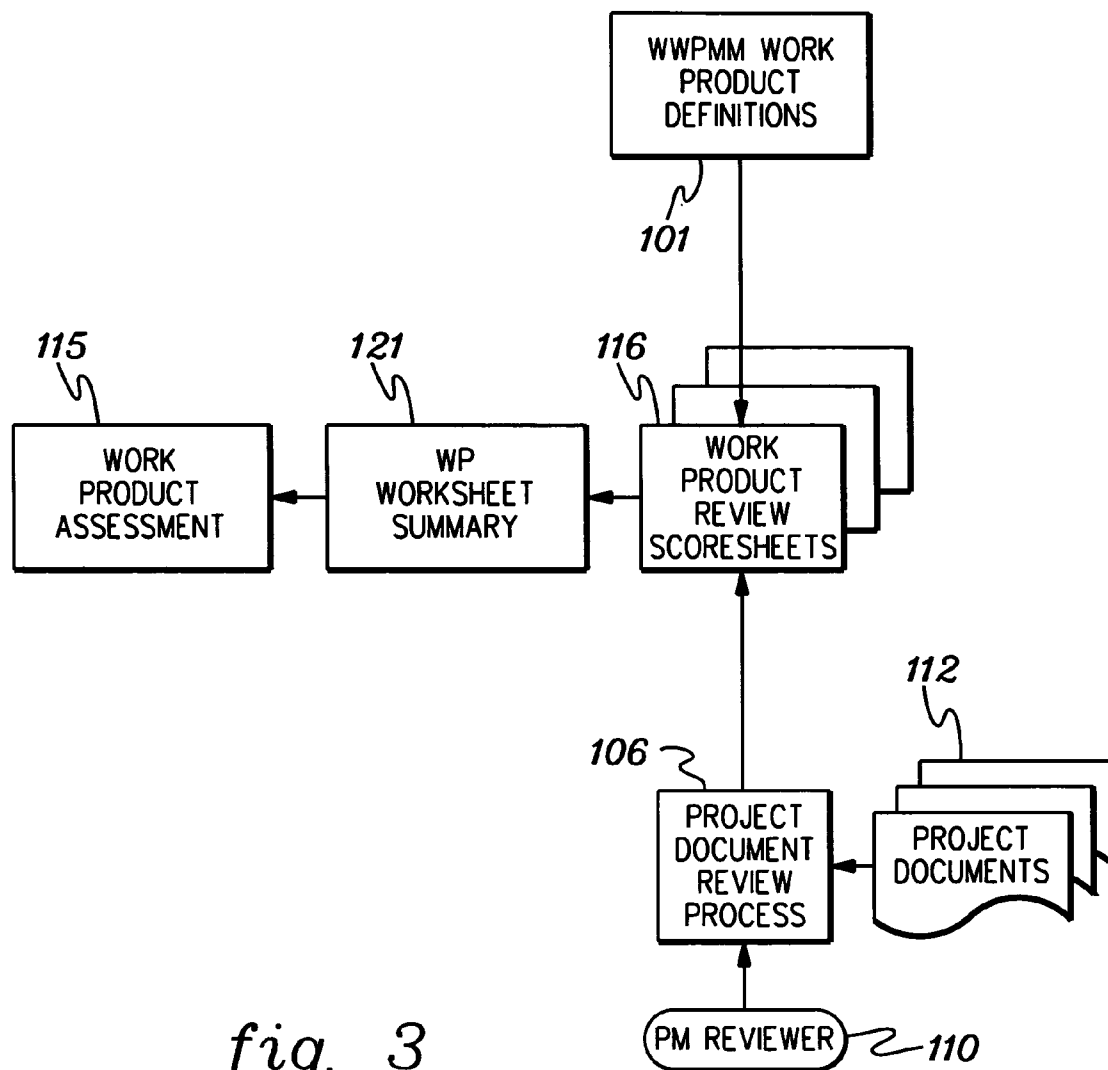 WWPMM WORK
PRODUCT
DEFINITIONS
101
115
121
116
WORK
PRODUCT
ASSESSMENT
WP
WORKSHEET
SUMMARY
WORK
PRODUCT
REVIEW
SCORESHEETS
112
106
PROJECT
DOCUMENT
REVIEW
PROCESS
PROJECT
DOCUMENTS
PM REVIEWER
110
fig. 3